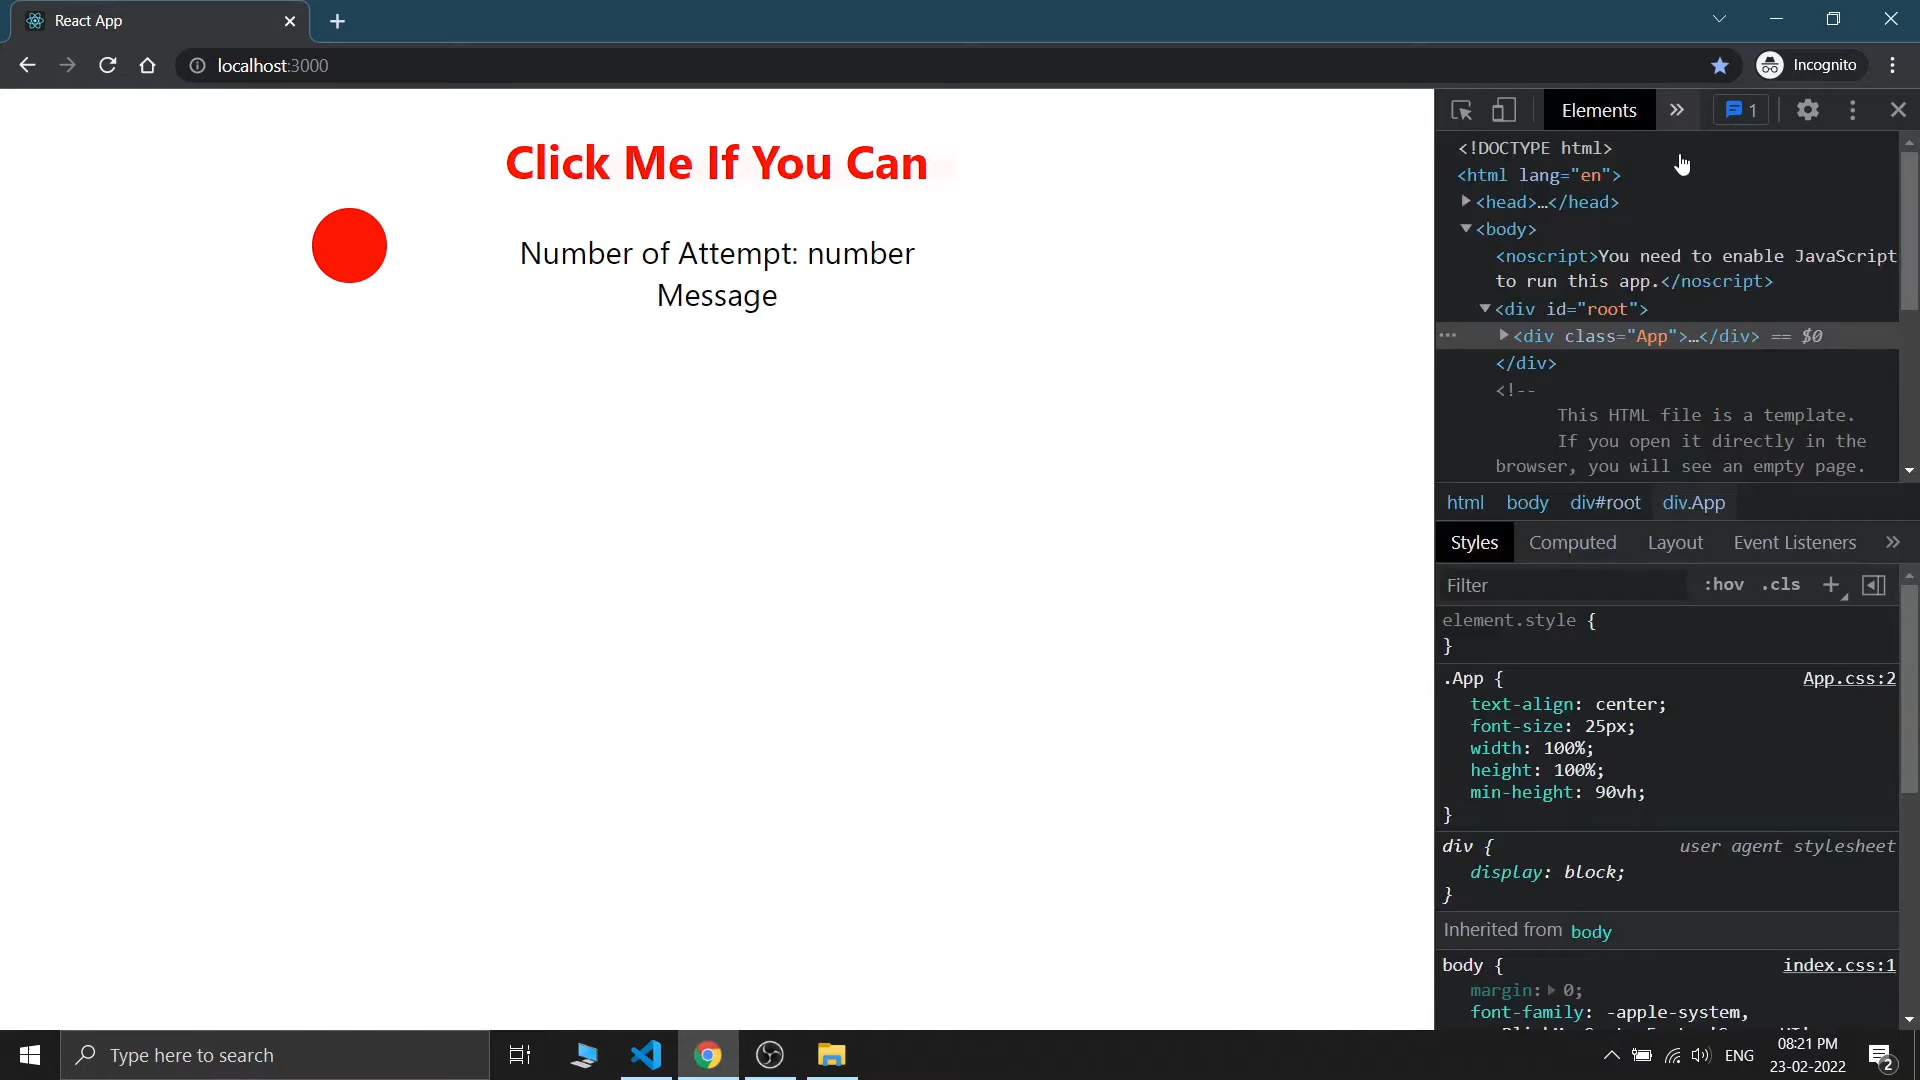 React App
localhost:3000
Incognito
Click Me If You Can
Number of Attempt: number
Message
Elements
1
<!DOCTYPE html>
<html lang="en">
<head>…</head>
<body>
<noscript>You need to enable JavaScript
to run this app.</noscript>
<div id="root">
<div class="App">…</div> == $0
</div>
<!--
This HTML file is a template.
If you open it directly in the
browser, you will see an empty page.
html body div#root div.App
Styles Computed Layout Event Listeners
Filter :hov .cls
element.style {
}
.App { App.css:2
text-align: center;
font-size: 25px;
width: 100%;
height: 100%;
min-height: 90vh;
}
div { user agent stylesheet
display: block;
}
Inherited from body
body { index.css:1
margin: 0;
font-family: -apple-system,
Type here to search
ENG
08:21 PM
23-02-2022
2